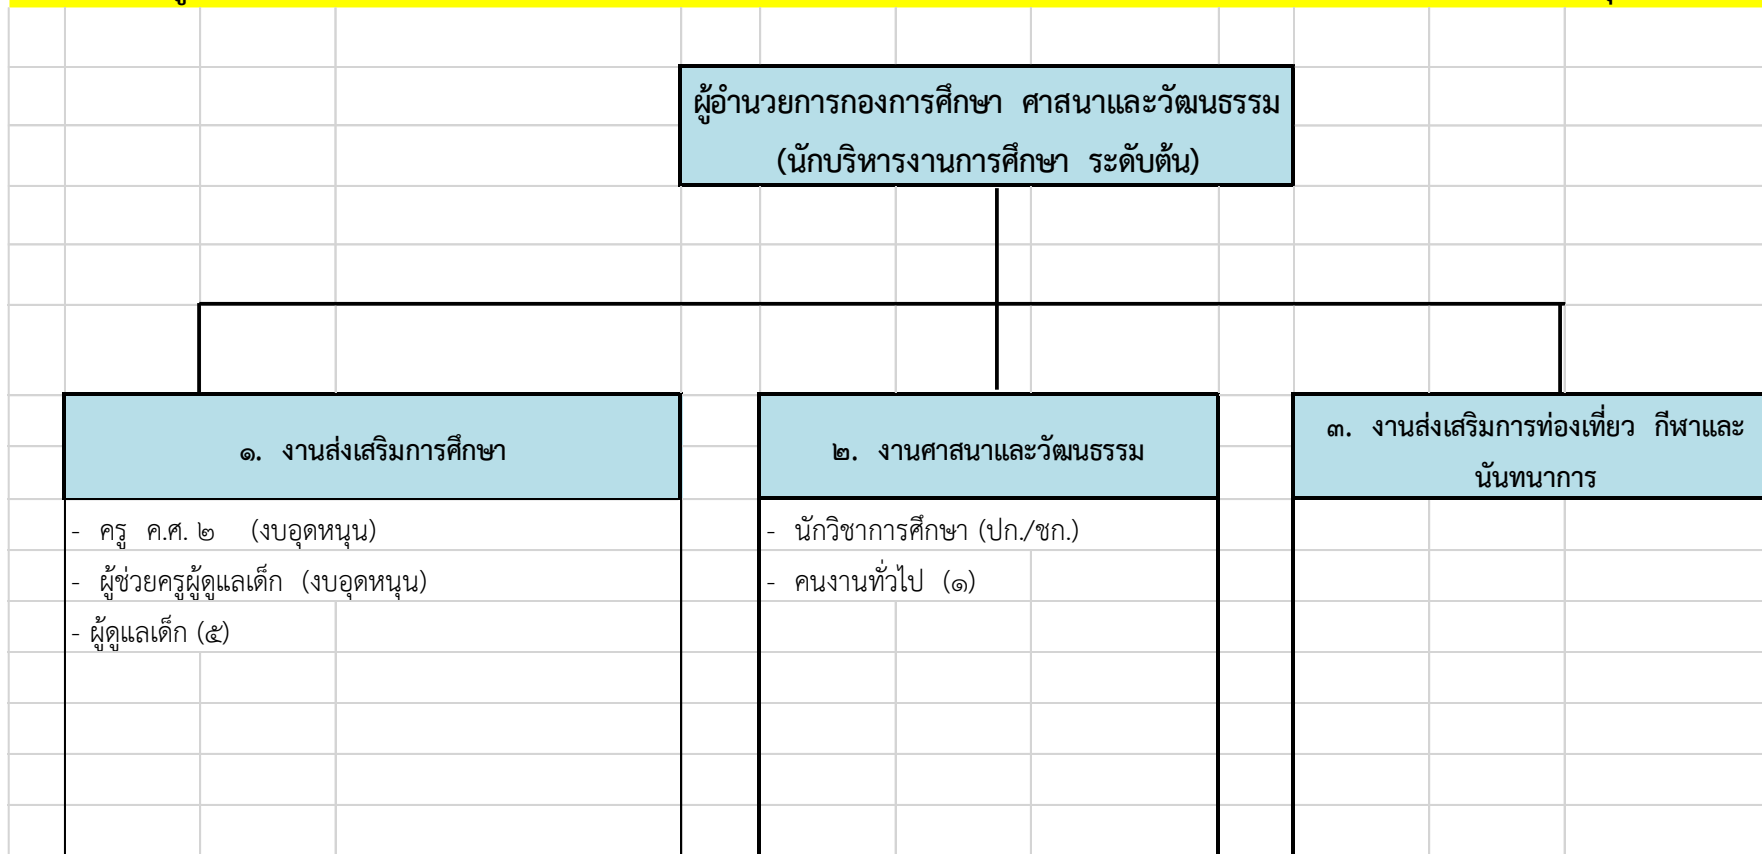 ผู้อำนวยการกองการศึกษา ศาสนาและวัฒนธรรม
(นักบริหารงานการศึกษา ระดับต้น)
๑. งานส่งเสริมการศึกษา
๒. งานศาสนาและวัฒนธรรม
๓. งานส่งเสริมการท่องเที่ยว กีฬาและ
นันทนาการ
- ครู ค.ศ. ๒ (งบอุดหนุน)
- ผู้ช่วยครูผู้ดูแลเด็ก (งบอุดหนุน)
- ผู้ดูแลเด็ก (๕)
- นักวิชาการศึกษา (ปก./ชก.)
- คนงานทั่วไป (๑)